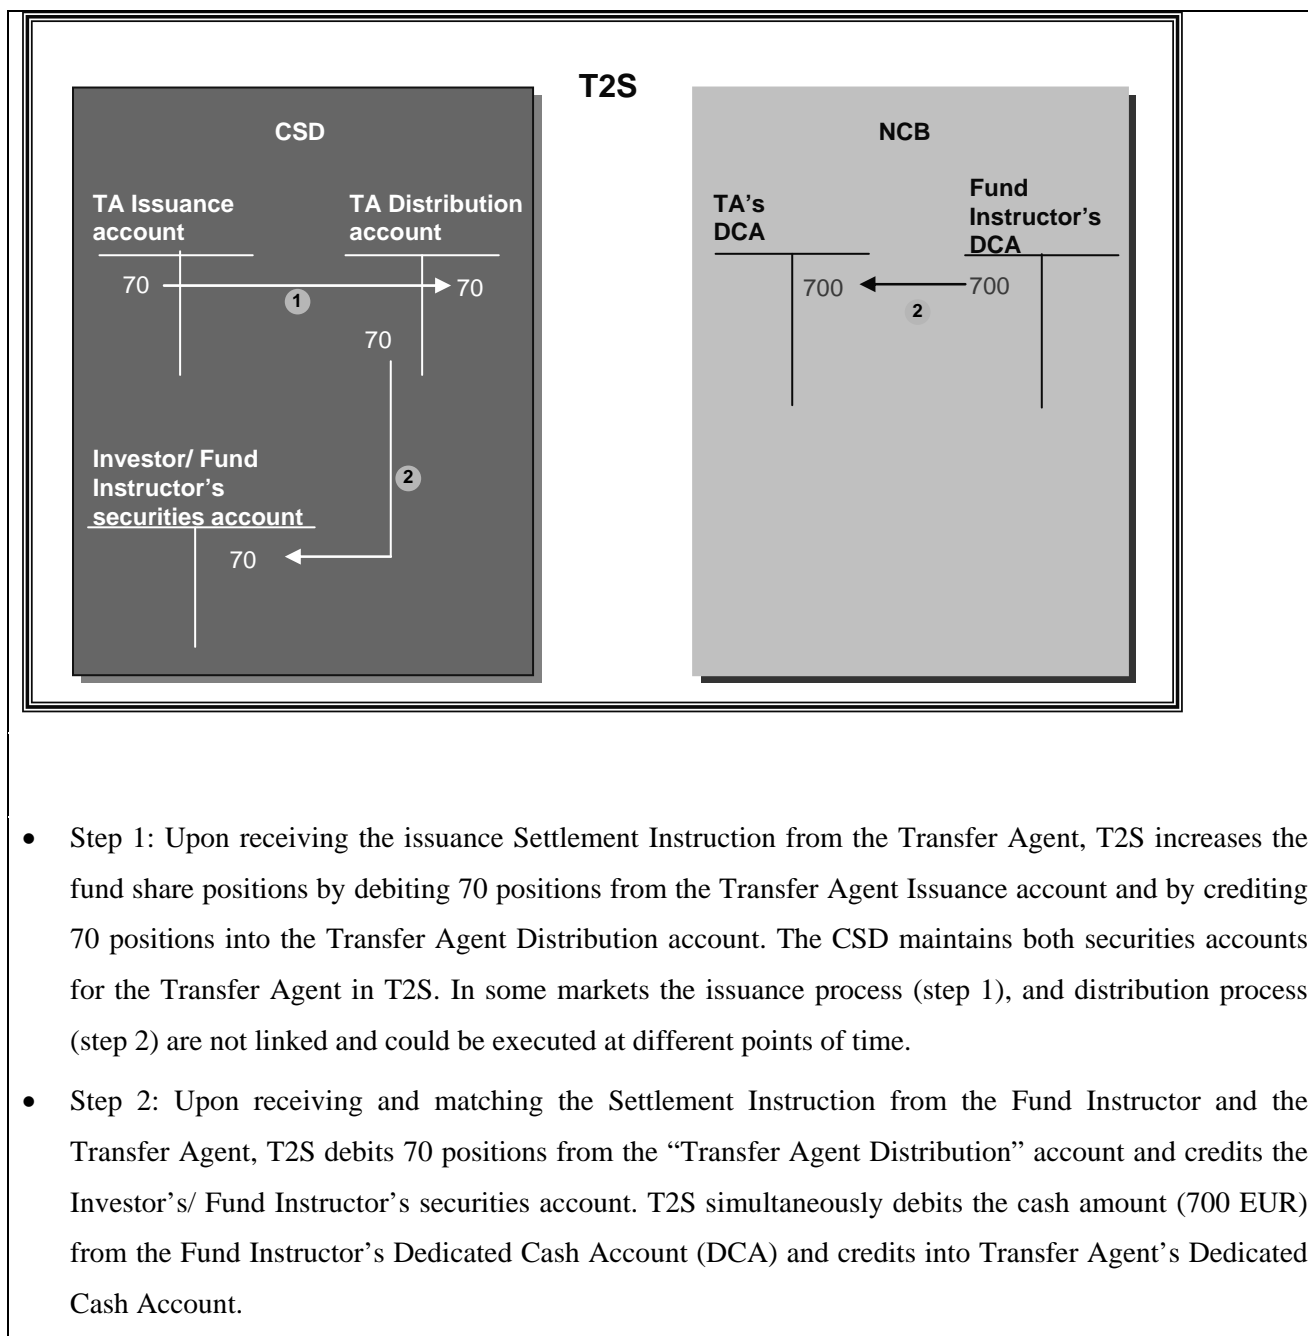 T2S
CSD
TA Issuance
account
TA Distribution
account
70
1
70
70
2
Investor/ Fund
Instructor's
securities account
70
NCB
TA's
DCA
Fund
Instructor's
DCA
700
700
2
• Step 1: Upon receiving the issuance Settlement Instruction from the Transfer Agent, T2S increases the
fund share positions by debiting 70 positions from the Transfer Agent Issuance account and by crediting
70 positions into the Transfer Agent Distribution account. The CSD maintains both securities accounts
for the Transfer Agent in T2S. In some markets the issuance process (step 1), and distribution process
(step 2) are not linked and could be executed at different points of time.
• Step 2: Upon receiving and matching the Settlement Instruction from the Fund Instructor and the
Transfer Agent, T2S debits 70 positions from the “Transfer Agent Distribution” account and credits the
Investor’s/ Fund Instructor’s securities account. T2S simultaneously debits the cash amount (700 EUR)
from the Fund Instructor’s Dedicated Cash Account (DCA) and credits into Transfer Agent’s Dedicated
Cash Account.